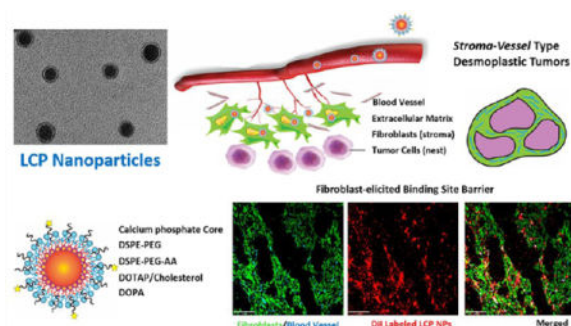 Stroma-Vessel Type
Desmoplastic Tumors
Blood Vessel
Extracellular Matrix
Fibroblasts (stroma)
Tumor Cells (nest)
LCP Nanoparticles
Fibroblast-elicited Binding Site Barrier
Calcium phosphate Core
DSPE-PEG
DSPE-PEG-AA
DOTAP/Cholesterol
DOPA
Fibroblasts/Blood Vessel
DiI Labeled LCP NPs
Merged